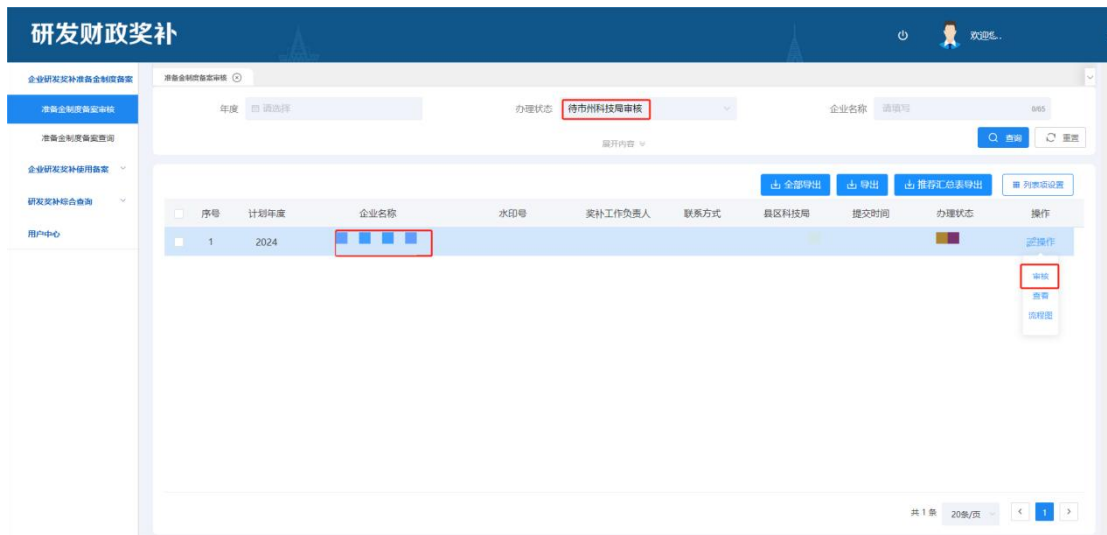 研发财政奖补
欢迎您..
企业研发奖补准备金制度备案
准备金制度备案审核
准备金制度备案查询
企业研发奖补使用备案
研发奖补综合查询
用户中心
准备金制度备案审核
年度 请选择 办理状态 待市州科技局审核 企业名称 请填写 0/65
展开内容
查询 重置
全部导出 导出 推荐汇总表导出 列表项设置
序号 计划年度 企业名称 水印号 奖补工作负责人 联系方式 县区科技局 提交时间 办理状态 操作
1 2024 操作
审核
查看
流程图
共 1 条 20条/页 < 1 >